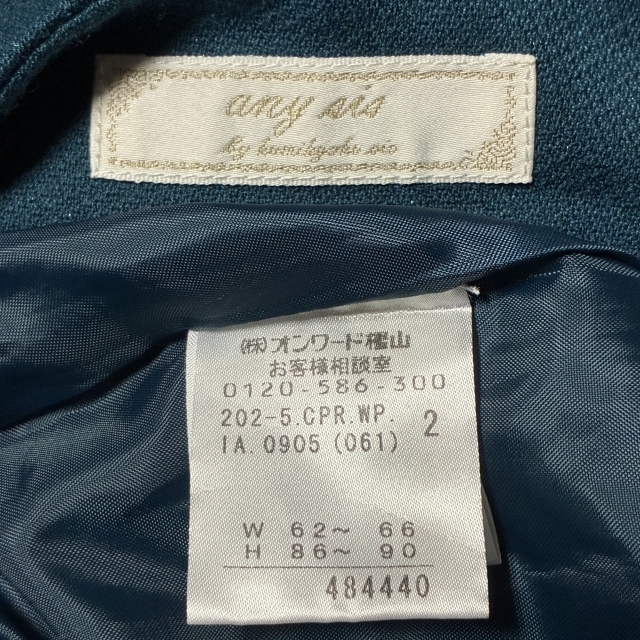 any sis
by kumikyoku sis
(株)オンワード樫山
お客様相談室
0120-586-300
202-5.CPR.WP. 2
IA.0905(061)
W 62〜 66
H 86〜 90
484440